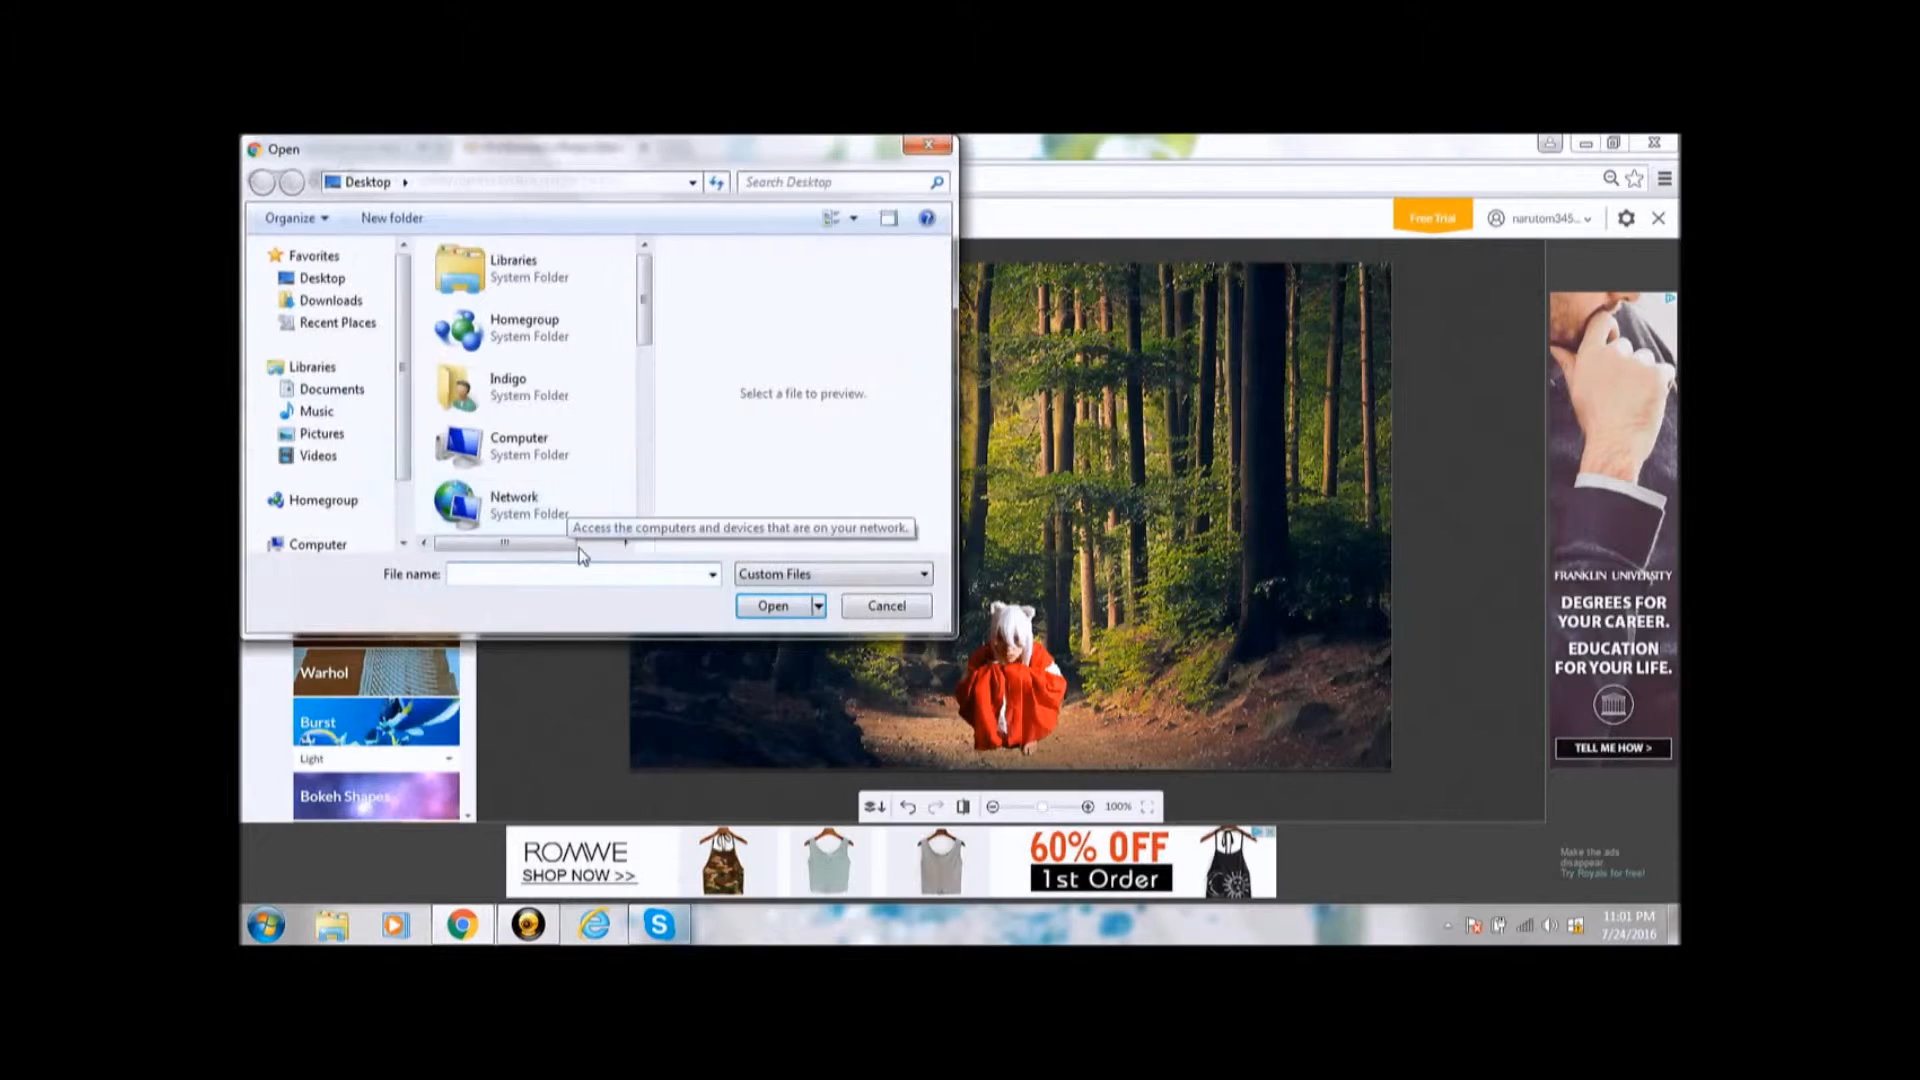 Open
Desktop
Search Desktop
Organize
New folder
Free Trial
narutom345...
Favorites
Desktop
Downloads
Recent Places
Libraries
Documents
Music
Pictures
Videos
Homegroup
Computer
Libraries
System Folder
Homegroup
System Folder
Indigo
System Folder
Computer
System Folder
Network
System Folder
Access the computers and devices that are on your network.
Select a file to preview.
File name:
Custom Files
Open
Cancel
Warhol
Burst
Light
Bokeh Shapes
100%
FRANKLIN UNIVERSITY
DEGREES FOR
YOUR CAREER.
EDUCATION
FOR YOUR LIFE.
TELL ME HOW >
ROMWE
SHOP NOW >>
60% OFF
1st Order
Make the ads
disappear.
Try Royale for free!
11:01 PM
7/24/2016